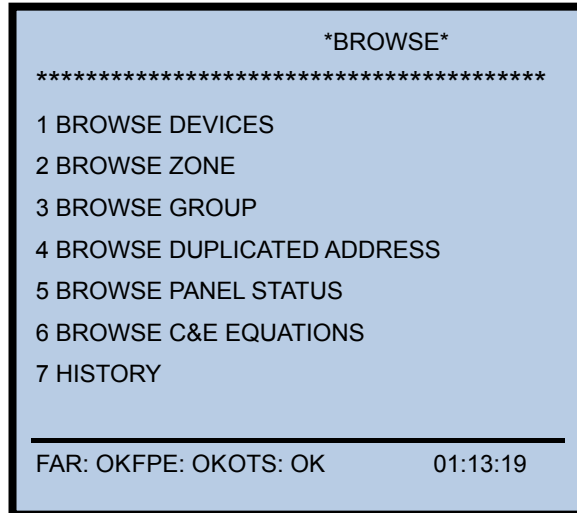 *BROWSE*
******************************************
1 BROWSE DEVICES
2 BROWSE ZONE
3 BROWSE GROUP
4 BROWSE DUPLICATED ADDRESS
5 BROWSE PANEL STATUS
6 BROWSE C&E EQUATIONS
7 HISTORY
FAR: OKFPE: OKOTS: OK 01:13:19